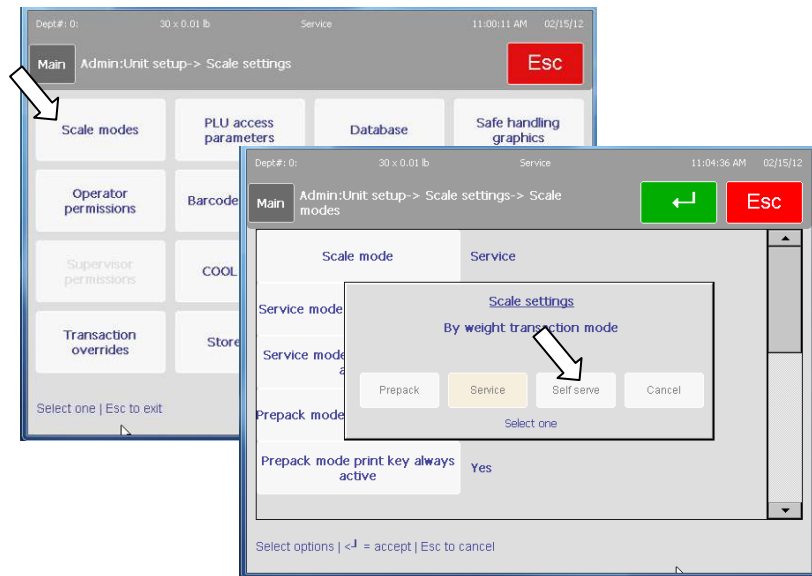 Dept#: 0: 30 x 0.01 lb Service 11:00:11 AM 02/15/12
Main Admin:Unit setup-> Scale settings Esc
Scale modes
PLU access
parameters
Database
Safe handling
graphics
Operator
permissions
Barcode
Supervisor
permissions
COOL
Transaction
overrides
Store
Select one | Esc to exit
Dept#: 0: 30 x 0.01 lb Service 11:04:36 AM 02/15/12
Main Admin:Unit setup-> Scale settings-> Scale
modes
Esc
Scale mode Service
Service mode
Service mode
a
Prepack mode
Prepack mode print key always
active
Yes
Scale settings
By weight transaction mode
Prepack Service Self serve Cancel
Select one
Select options | <┘ = accept | Esc to cancel